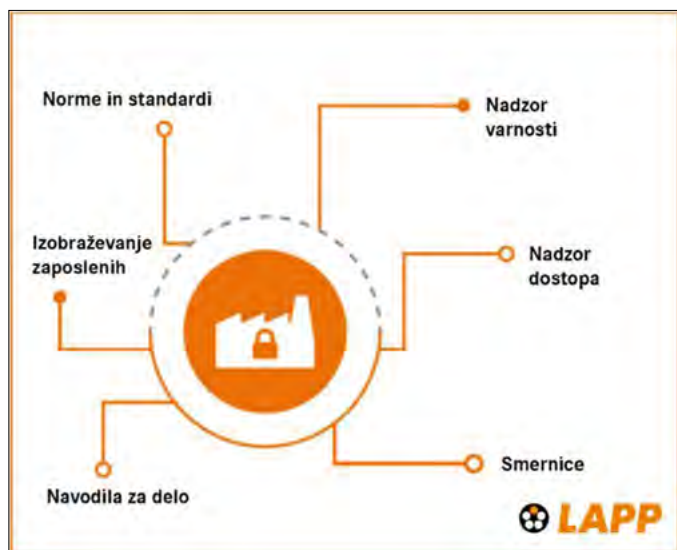 Norme in standardi
Nadzor
varnosti
Izobraževanje
zaposlenih
Nadzor
dostopa
Smernice
Navodila za delo
LAPP